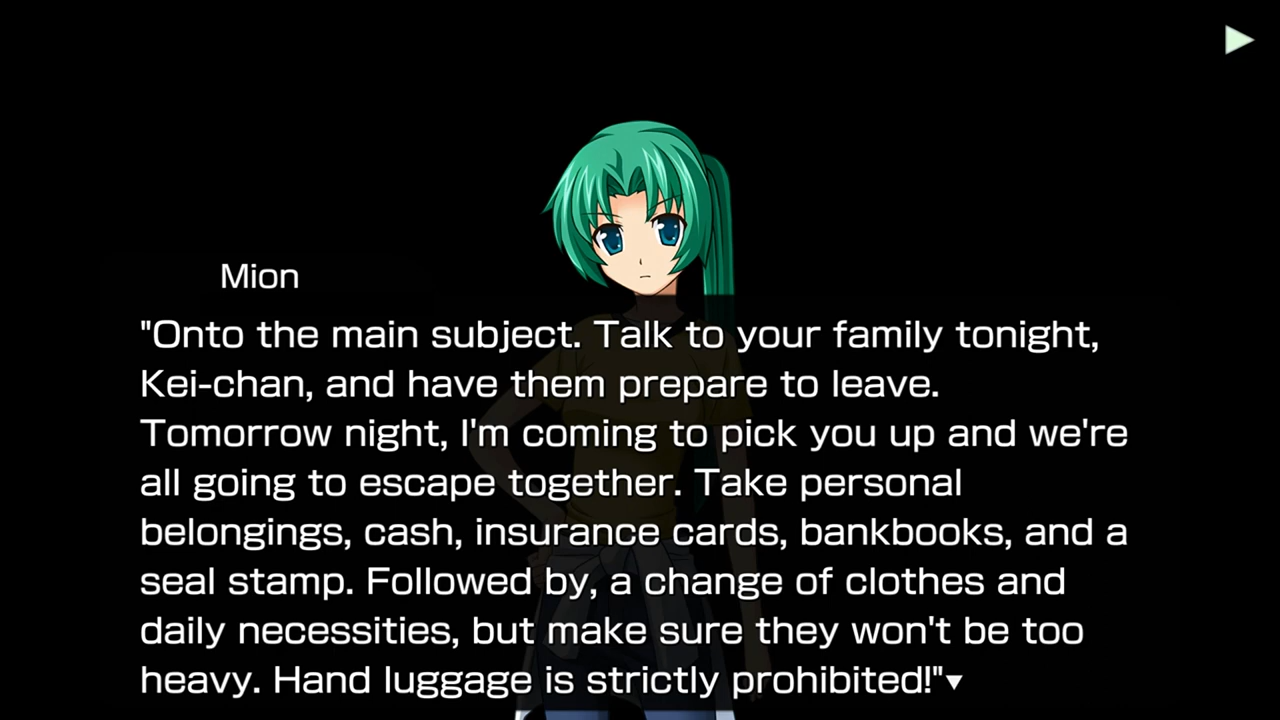 Mion
"Onto the main subject. Talk to your family tonight,
Kei-chan, and have them prepare to leave.
Tomorrow night, I'm coming to pick you up and we're
all going to escape together. Take personal
belongings, cash, insurance cards, bankbooks, and a
seal stamp. Followed by, a change of clothes and
daily necessities, but make sure they won't be too
heavy. Hand luggage is strictly prohibited!"▼